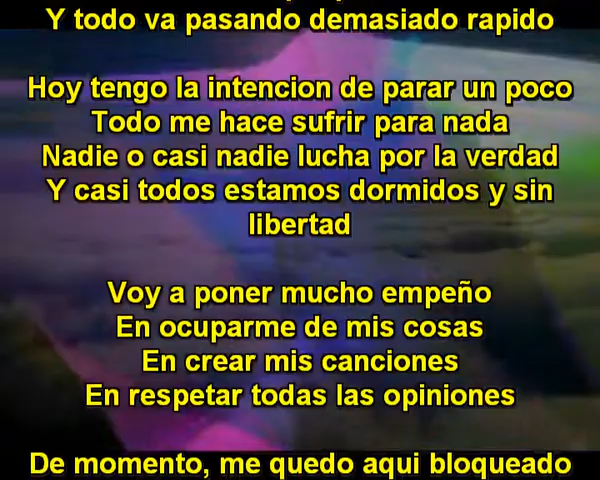 Y todo va pasando demasiado rapido
Hoy tengo la intencion de parar un poco
Todo me hace sufrir para nada
Nadie o casi nadie lucha por la verdad
Y casi todos estamos dormidos y sin
libertad
Voy a poner mucho empeño
En ocuparme de mis cosas
En crear mis canciones
En respetar todas las opiniones
De momento, me quedo aqui bloqueado